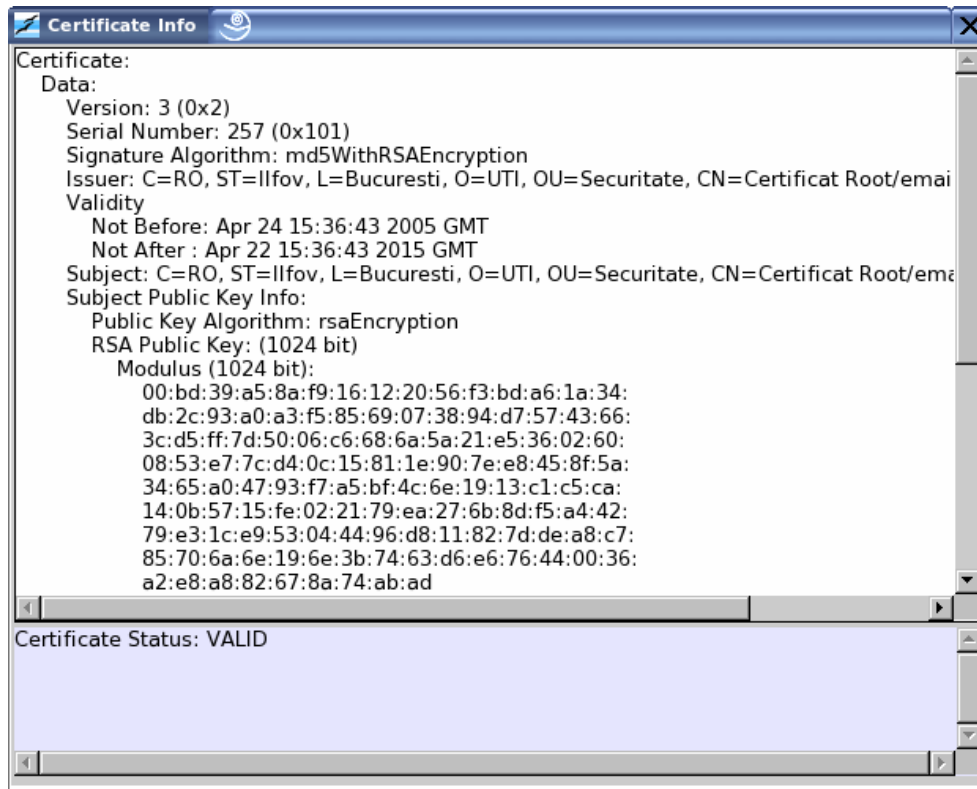 Certificate Info
Certificate:
Data:
Version: 3 (0x2)
Serial Number: 257 (0x101)
Signature Algorithm: md5WithRSAEncryption
Issuer: C=RO, ST=Ilfov, L=Bucuresti, O=UTI, OU=Securitate, CN=Certificat Root/emai
Validity
Not Before: Apr 24 15:36:43 2005 GMT
Not After : Apr 22 15:36:43 2015 GMT
Subject: C=RO, ST=Ilfov, L=Bucuresti, O=UTI, OU=Securitate, CN=Certificat Root/ema
Subject Public Key Info:
Public Key Algorithm: rsaEncryption
RSA Public Key: (1024 bit)
Modulus (1024 bit):
00:bd:39:a5:8a:f9:16:12:20:56:f3:bd:a6:1a:34:
db:2c:93:a0:a3:f5:85:69:07:38:94:d7:57:43:66:
3c:d5:ff:7d:50:06:c6:68:6a:5a:21:e5:36:02:60:
08:53:e7:7c:d4:0c:15:81:1e:90:7e:e8:45:8f:5a:
34:65:a0:47:93:f7:a5:bf:4c:6e:19:13:c1:c5:ca:
14:0b:57:15:fe:02:21:79:ea:27:6b:8d:f5:a4:42:
79:e3:1c:e9:53:04:44:96:d8:11:82:7d:de:a8:c7:
85:70:6a:6e:19:6e:3b:74:63:d6:e6:76:44:00:36:
a2:e8:a8:82:67:8a:74:ab:ad
Certificate Status: VALID